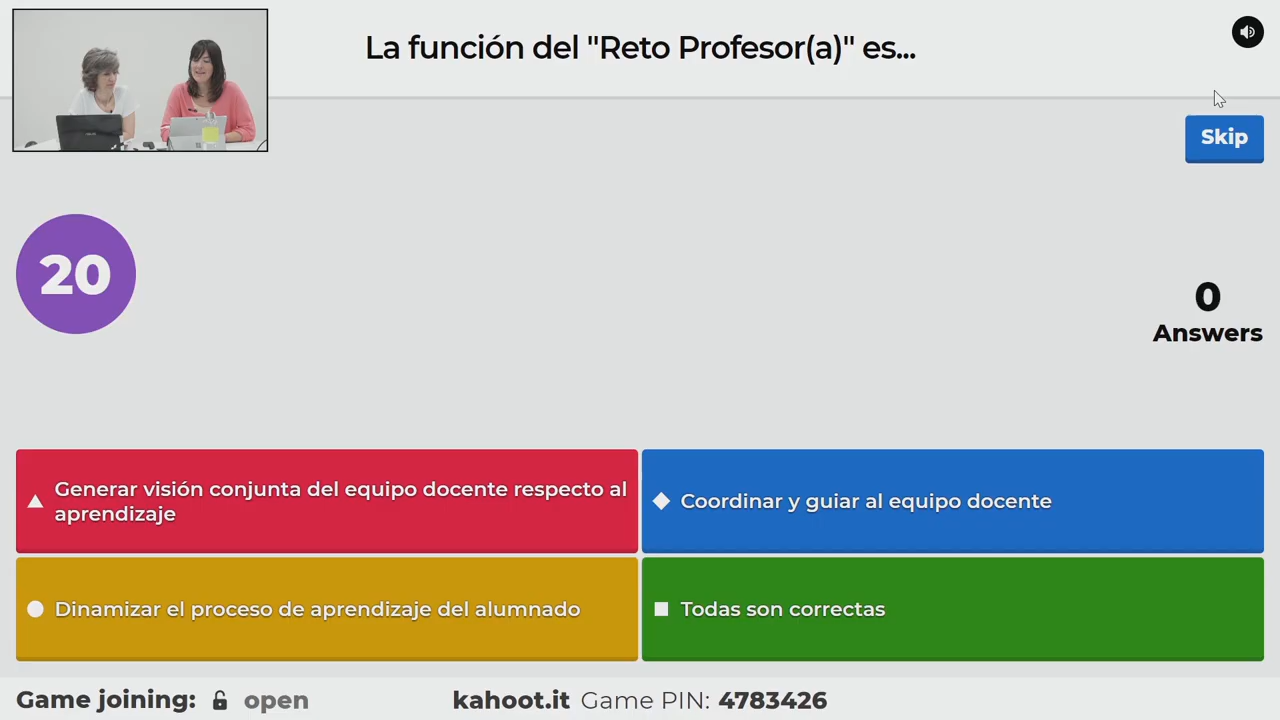 La función del "Reto Profesor(a)" es...
Skip
20
0
Answers
Generar visión conjunta del equipo docente respecto al
aprendizaje
Coordinar y guiar al equipo docente
Dinamizar el proceso de aprendizaje del alumnado
Todas son correctas
Game joining: open
kahoot.it Game PIN: 4783426